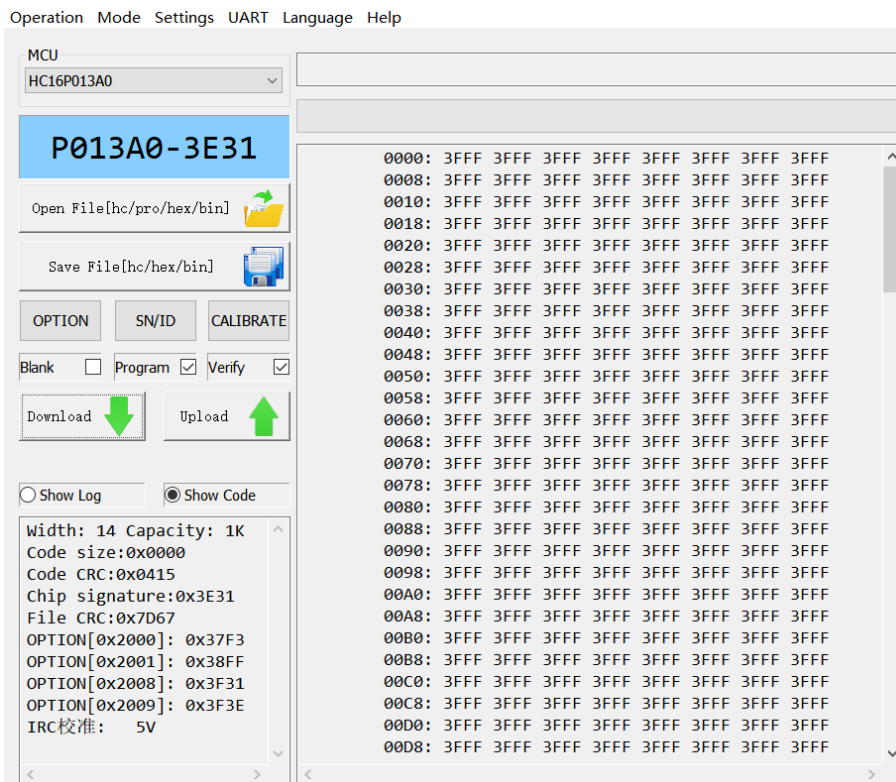 Operation Mode Settings UART Language Help
MCU
HC16P013A0
P013A0-3E31
Open File[hc/pro/hex/bin]
Save File[hc/hex/bin]
OPTION SN/ID CALIBRATE
Blank Program Verify
Download Upload
Show Log Show Code
Width: 14 Capacity: 1K
Code size:0x0000
Code CRC:0x0415
Chip signature:0x3E31
File CRC:0x7D67
OPTION[0x2000]: 0x37F3
OPTION[0x2001]: 0x38FF
OPTION[0x2008]: 0x3F31
OPTION[0x2009]: 0x3F3E
IRC校准: 5V
0000: 3FFF 3FFF 3FFF 3FFF 3FFF 3FFF 3FFF 3FFF
0008: 3FFF 3FFF 3FFF 3FFF 3FFF 3FFF 3FFF 3FFF
0010: 3FFF 3FFF 3FFF 3FFF 3FFF 3FFF 3FFF 3FFF
0018: 3FFF 3FFF 3FFF 3FFF 3FFF 3FFF 3FFF 3FFF
0020: 3FFF 3FFF 3FFF 3FFF 3FFF 3FFF 3FFF 3FFF
0028: 3FFF 3FFF 3FFF 3FFF 3FFF 3FFF 3FFF 3FFF
0030: 3FFF 3FFF 3FFF 3FFF 3FFF 3FFF 3FFF 3FFF
0038: 3FFF 3FFF 3FFF 3FFF 3FFF 3FFF 3FFF 3FFF
0040: 3FFF 3FFF 3FFF 3FFF 3FFF 3FFF 3FFF 3FFF
0048: 3FFF 3FFF 3FFF 3FFF 3FFF 3FFF 3FFF 3FFF
0050: 3FFF 3FFF 3FFF 3FFF 3FFF 3FFF 3FFF 3FFF
0058: 3FFF 3FFF 3FFF 3FFF 3FFF 3FFF 3FFF 3FFF
0060: 3FFF 3FFF 3FFF 3FFF 3FFF 3FFF 3FFF 3FFF
0068: 3FFF 3FFF 3FFF 3FFF 3FFF 3FFF 3FFF 3FFF
0070: 3FFF 3FFF 3FFF 3FFF 3FFF 3FFF 3FFF 3FFF
0078: 3FFF 3FFF 3FFF 3FFF 3FFF 3FFF 3FFF 3FFF
0080: 3FFF 3FFF 3FFF 3FFF 3FFF 3FFF 3FFF 3FFF
0088: 3FFF 3FFF 3FFF 3FFF 3FFF 3FFF 3FFF 3FFF
0090: 3FFF 3FFF 3FFF 3FFF 3FFF 3FFF 3FFF 3FFF
0098: 3FFF 3FFF 3FFF 3FFF 3FFF 3FFF 3FFF 3FFF
00A0: 3FFF 3FFF 3FFF 3FFF 3FFF 3FFF 3FFF 3FFF
00A8: 3FFF 3FFF 3FFF 3FFF 3FFF 3FFF 3FFF 3FFF
00B0: 3FFF 3FFF 3FFF 3FFF 3FFF 3FFF 3FFF 3FFF
00B8: 3FFF 3FFF 3FFF 3FFF 3FFF 3FFF 3FFF 3FFF
00C0: 3FFF 3FFF 3FFF 3FFF 3FFF 3FFF 3FFF 3FFF
00C8: 3FFF 3FFF 3FFF 3FFF 3FFF 3FFF 3FFF 3FFF
00D0: 3FFF 3FFF 3FFF 3FFF 3FFF 3FFF 3FFF 3FFF
00D8: 3FFF 3FFF 3FFF 3FFF 3FFF 3FFF 3FFF 3FFF